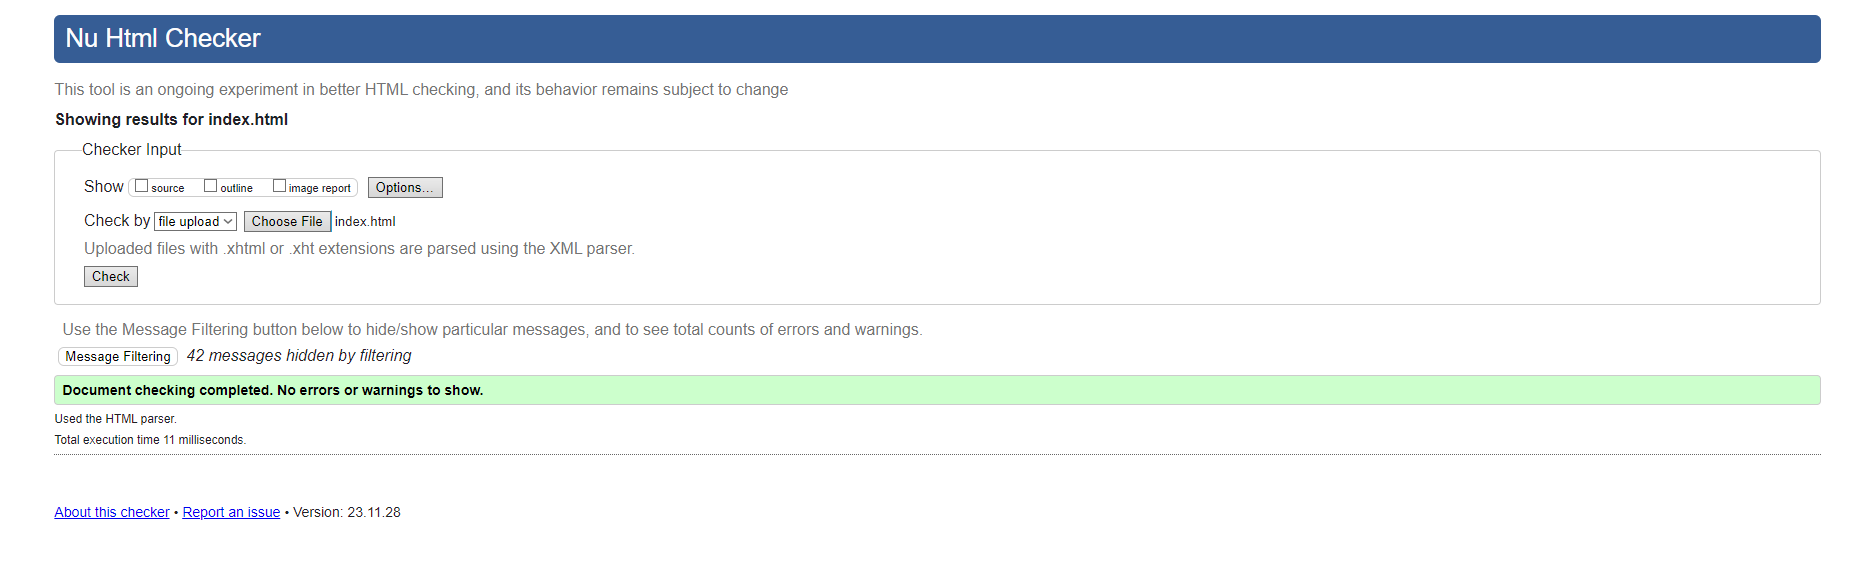 Nu Html Checker
This tool is an ongoing experiment in better HTML checking, and its behavior remains subject to change
Showing results for index.html
Checker Input
Show source outline image report Options...
Check by file upload Choose File index.html
Uploaded files with .xhtml or .xht extensions are parsed using the XML parser.
Check
Use the Message Filtering button below to hide/show particular messages, and to see total counts of errors and warnings.
Message Filtering 42 messages hidden by filtering
Document checking completed. No errors or warnings to show.
Used the HTML parser.
Total execution time 11 milliseconds.
About this checker • Report an issue • Version: 23.11.28